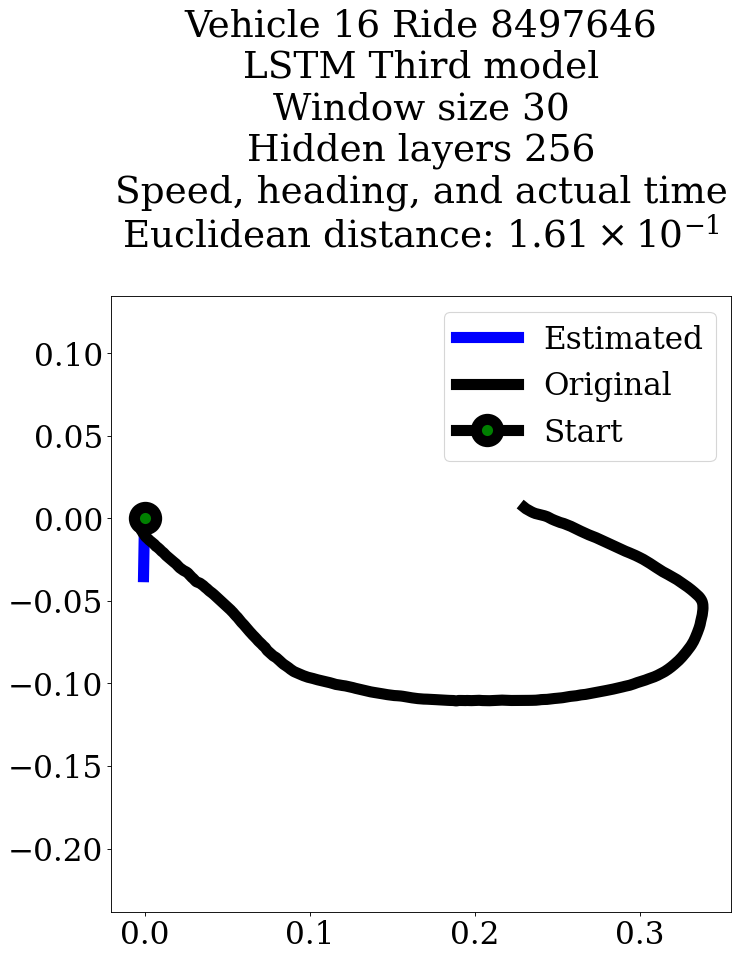 Vehicle 16 Ride 8497646
LSTM Third model
Window size 30
Hidden layers 256
Speed, heading, and actual time
Euclidean distance: 1.61 × 10⁻¹
Estimated
Original
Start
0.10
0.05
0.00
−0.05
−0.10
−0.15
−0.20
0.0 0.1 0.2 0.3